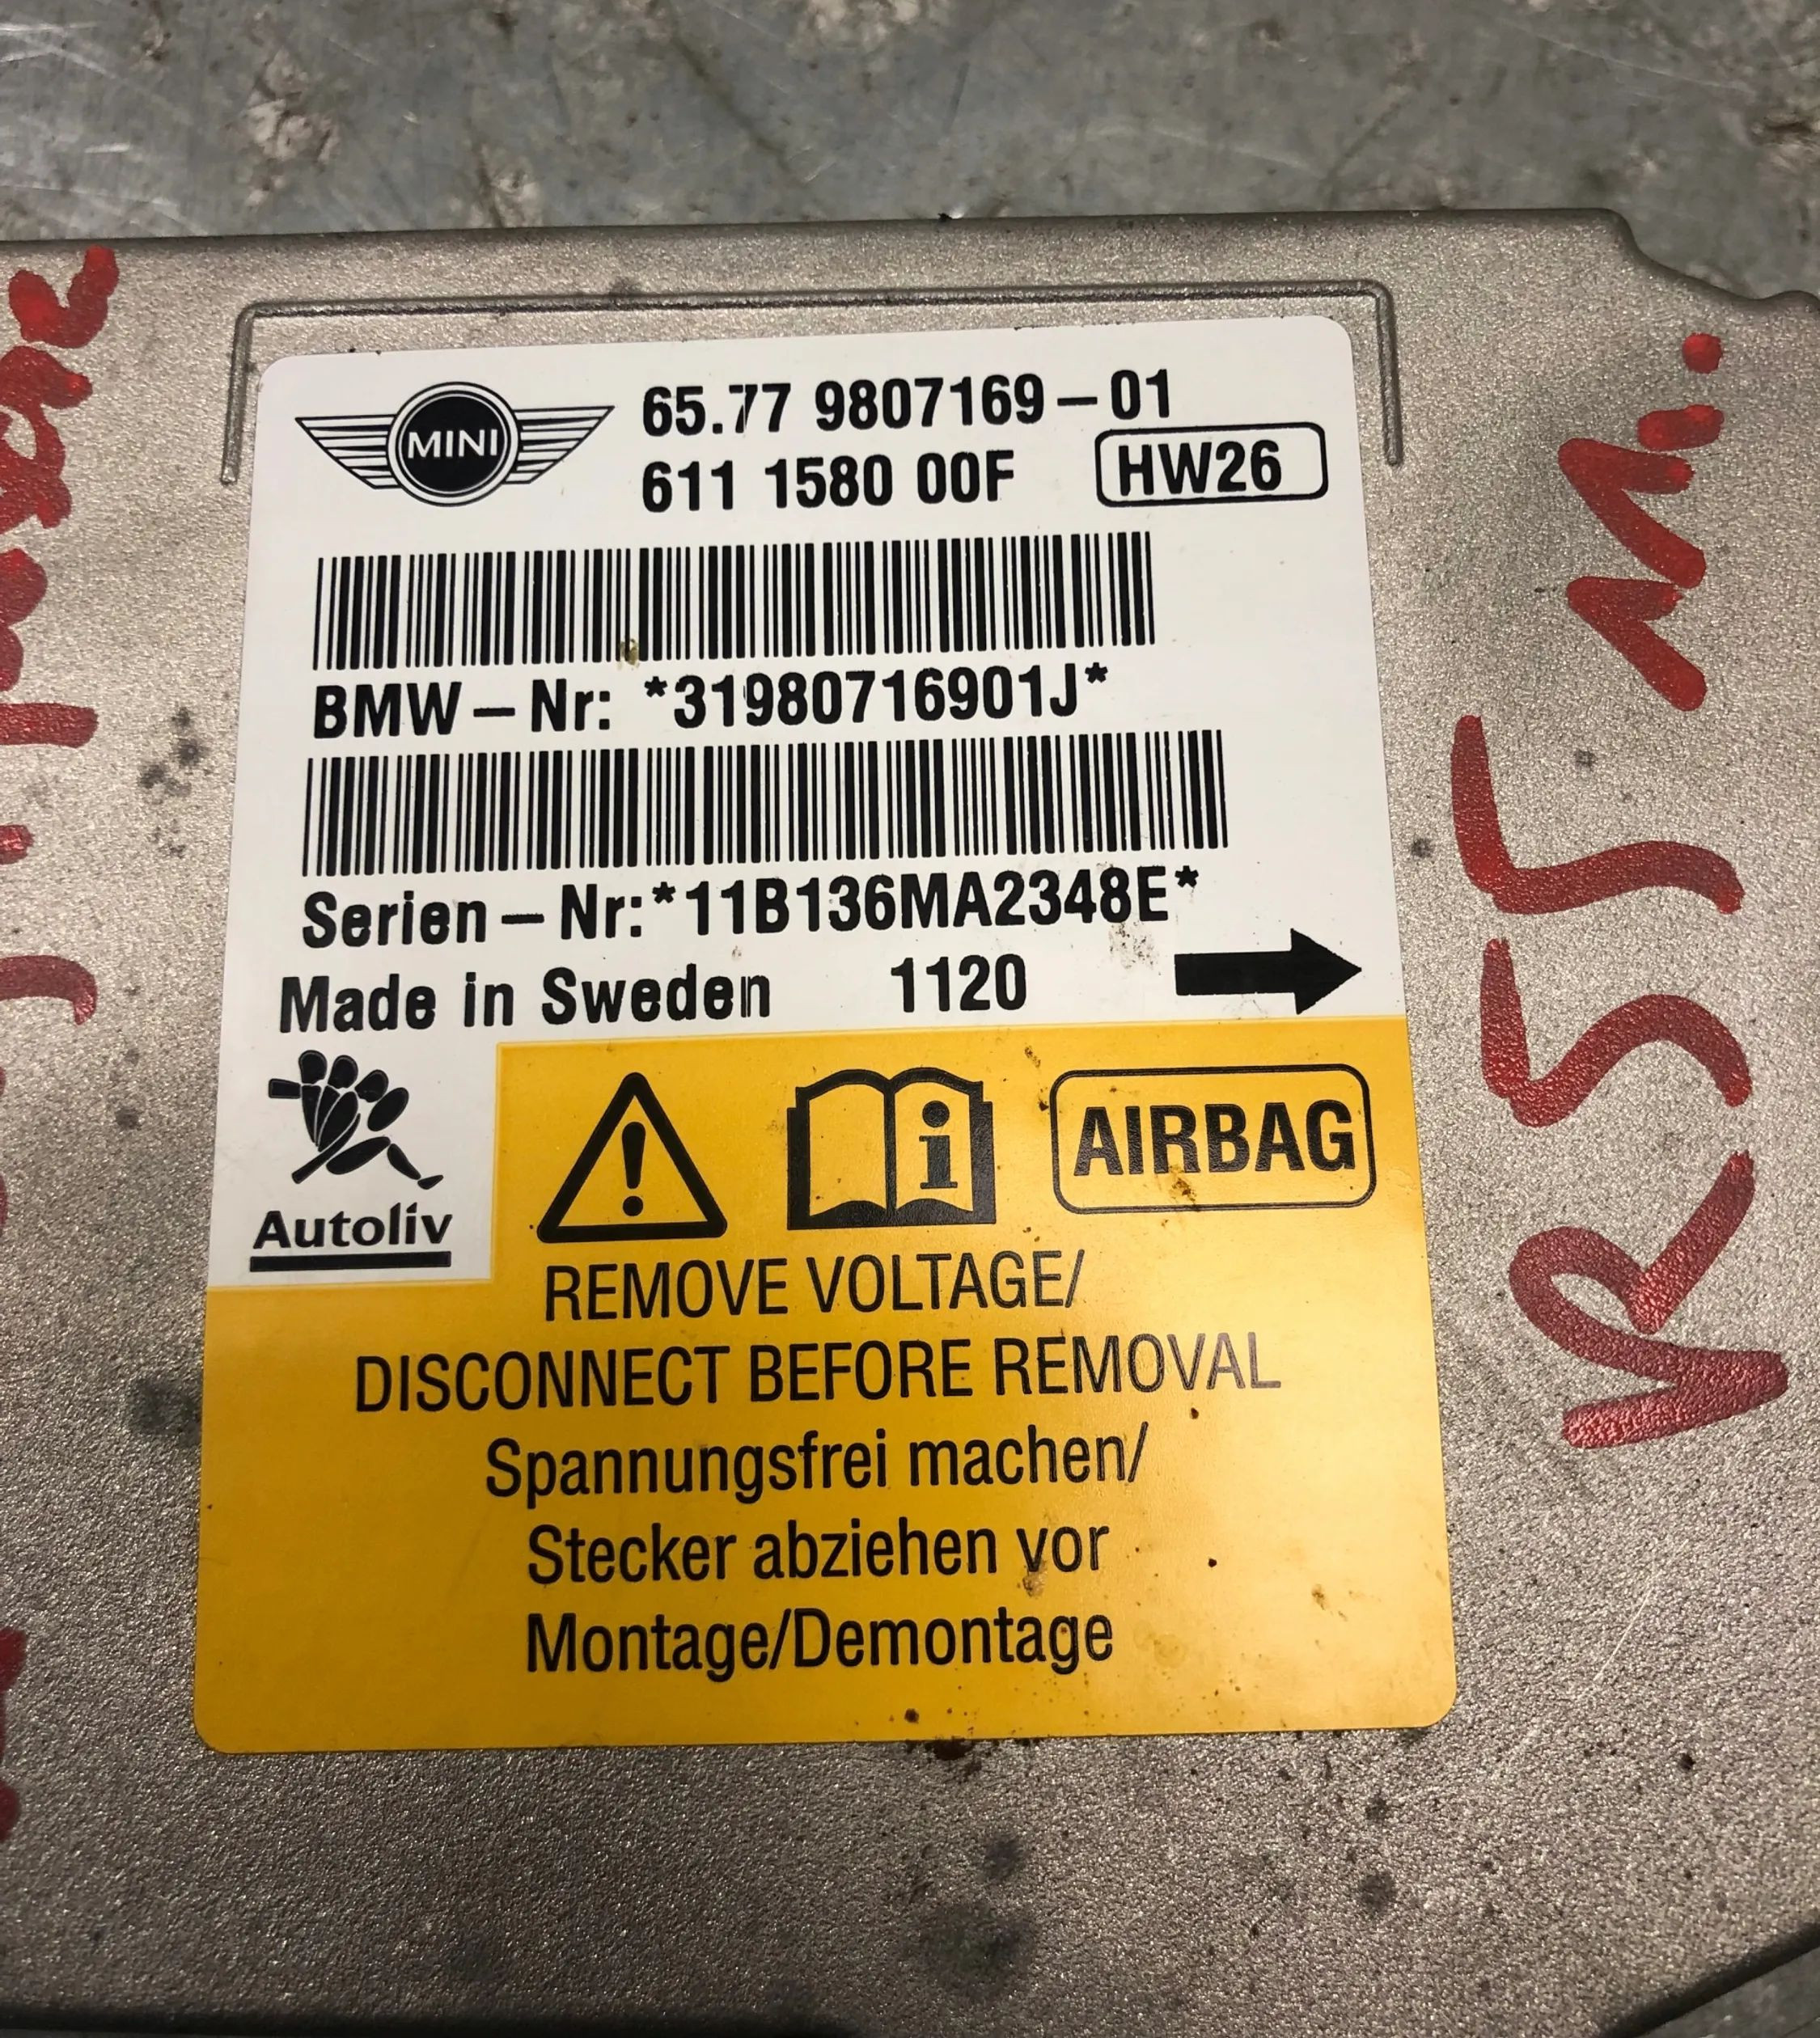 MINI
65.77 9807169-01
611 1580 00F HW26
BMW-Nr: *31980716901J*
Serien-Nr:*11B136MA2348E*
Made in Sweden 1120
Autoliv
AIRBAG
REMOVE VOLTAGE/
DISCONNECT BEFORE REMOVAL
Spannungsfrei machen/
Stecker abziehen vor
Montage/Demontage
R55 N.